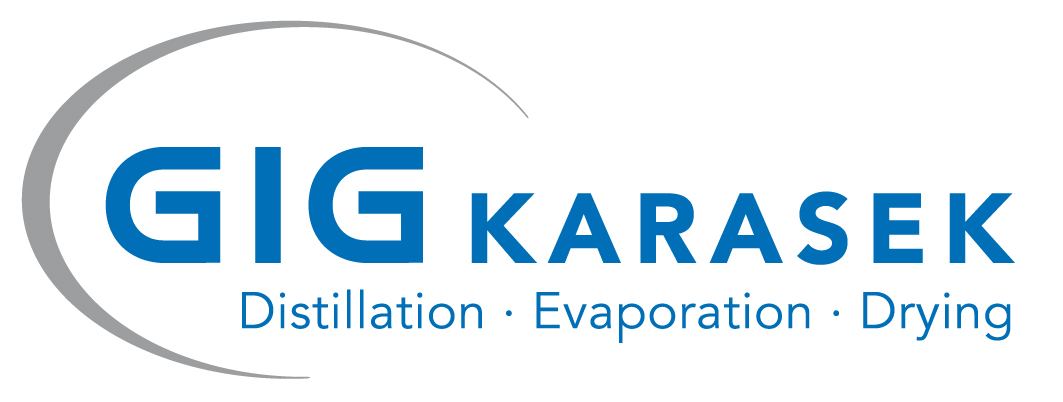 GIG KARASEK
Distillation · Evaporation · Drying